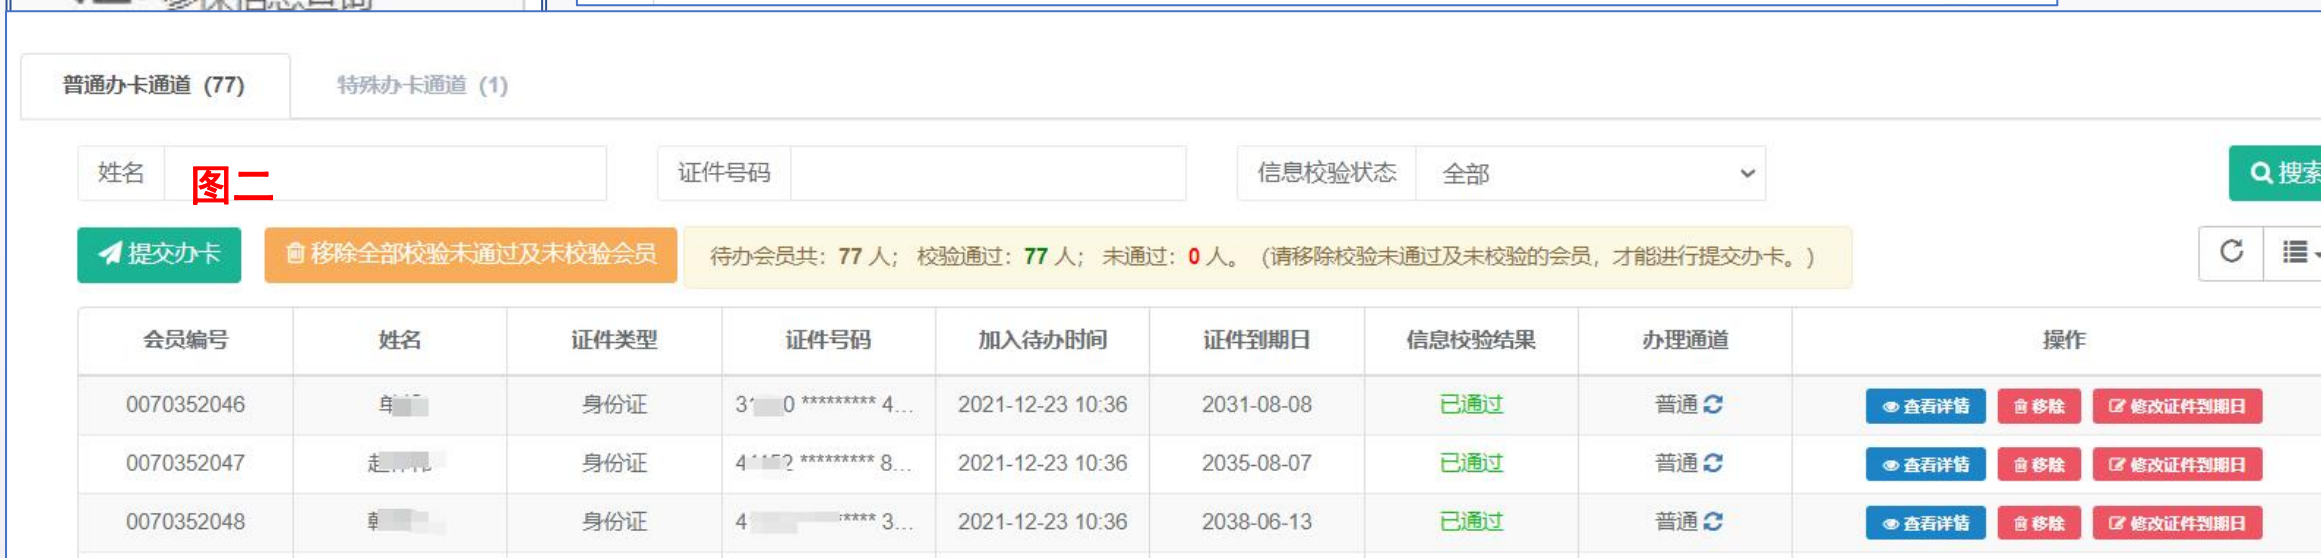 参保信息查询
普通办卡通道 (77)
特殊办卡通道 (1)
姓名
图二
证件号码
信息校验状态 全部
搜索
提交办卡
移除全部校验未通过及未校验会员
待办会员共：77 人； 校验通过：77 人； 未通过：0 人。 (请移除校验未通过及未校验的会员，才能进行提交办卡。)
会员编号 姓名 证件类型 证件号码 加入待办时间 证件到期日 信息校验结果 办理通道 操作
0070352046 身份证 0 ********* 4... 2021-12-23 10:36 2031-08-08 已通过 普通 查看详情 移除 修改证件到期日
0070352047 身份证 ********* 8... 2021-12-23 10:36 2035-08-07 已通过 普通 查看详情 移除 修改证件到期日
0070352048 身份证 4 **** 3... 2021-12-23 10:36 2038-06-13 已通过 普通 查看详情 移除 修改证件到期日